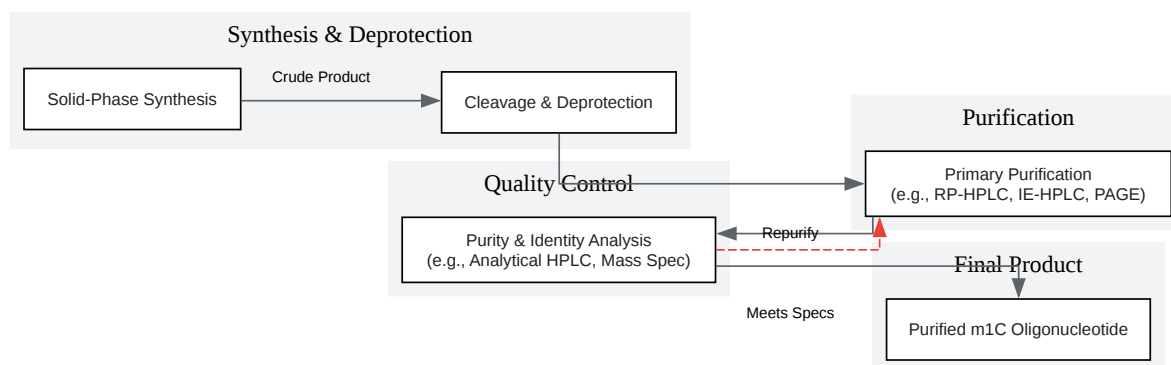 Synthesis & Deprotection
Crude Product
Solid-Phase Synthesis
Cleavage & Deprotection
Purification
Primary Purification
(e.g., RP-HPLC, IE-HPLC, PAGE)
Quality Control
Repurify
Purity & Identity Analysis
(e.g., Analytical HPLC, Mass Spec)
Final Product
Meets Specs
Purified m1C Oligonucleotide